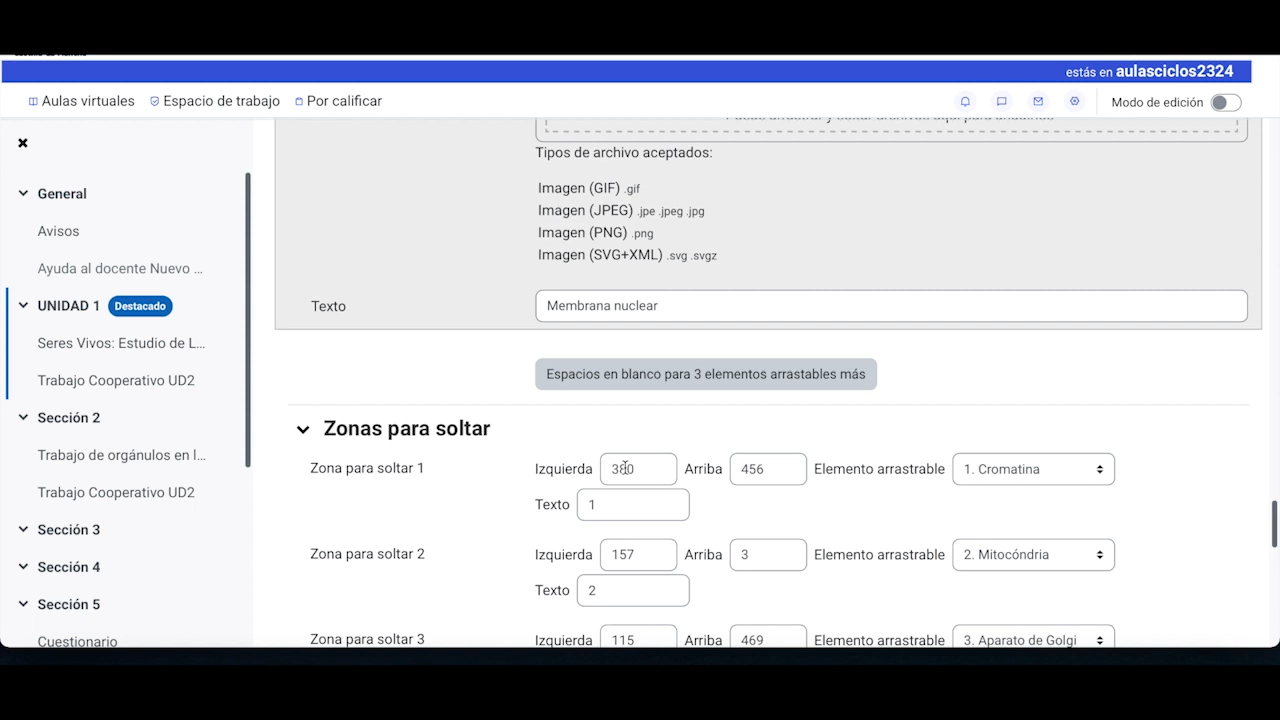 estás en aulasciclos2324
Aulas virtuales Espacio de trabajo Por calificar Modo de edición
General
Avisos
Ayuda al docente Nuevo ...
UNIDAD 1 Destacado
Seres Vivos: Estudio de L...
Trabajo Cooperativo UD2
Sección 2
Trabajo de orgánulos en l...
Trabajo Cooperativo UD2
Sección 3
Sección 4
Sección 5
Cuestionario
Tipos de archivo aceptados:
Imagen (GIF) .gif
Imagen (JPEG) .jpe .jpeg .jpg
Imagen (PNG) .png
Imagen (SVG+XML) .svg .svgz
Texto Membrana nuclear
Espacios en blanco para 3 elementos arrastables más
Zonas para soltar
Zona para soltar 1 Izquierda 380 Arriba 456 Elemento arrastrable 1. Cromatina
Texto 1
Zona para soltar 2 Izquierda 157 Arriba 3 Elemento arrastrable 2. Mitocóndria
Texto 2
Zona para soltar 3 Izquierda 115 Arriba 469 Elemento arrastrable 3. Aparato de Golgi